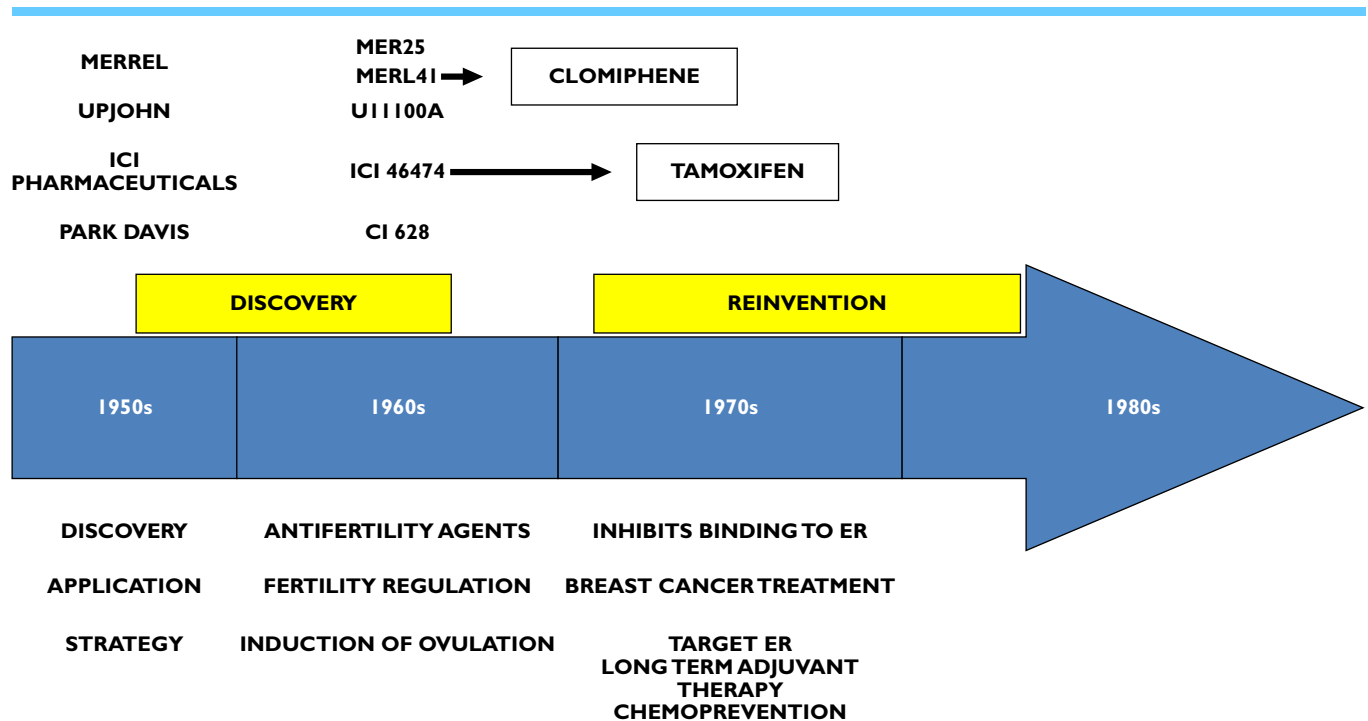 MERREL
MER25
MERL41
CLOMIPHENE
UPJOHN
U11100A
ICI
PHARMACEUTICALS
ICI 46474
TAMOXIFEN
PARK DAVIS
CI 628
DISCOVERY
REINVENTION
1950s
1960s
1970s
1980s
DISCOVERY
ANTIFERTILITY AGENTS
INHIBITS BINDING TO ER
APPLICATION
FERTILITY REGULATION
BREAST CANCER TREATMENT
STRATEGY
INDUCTION OF OVULATION
TARGET ER
LONG TERM ADJUVANT
THERAPY
CHEMOPREVENTION